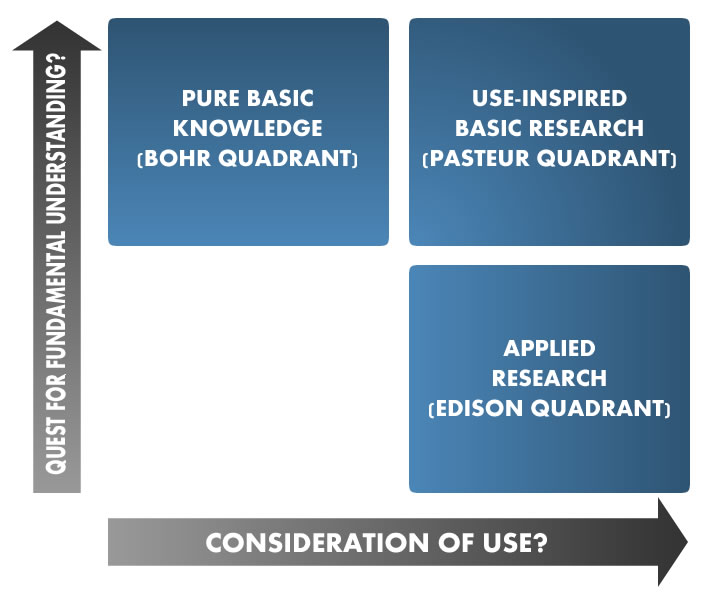 QUEST FOR FUNDAMENTAL UNDERSTANDING?
PURE BASIC
KNOWLEDGE
(BOHR QUADRANT)
USE-INSPIRED
BASIC RESEARCH
(PASTEUR QUADRANT)
APPLIED
RESEARCH
(EDISON QUADRANT)
CONSIDERATION OF USE?